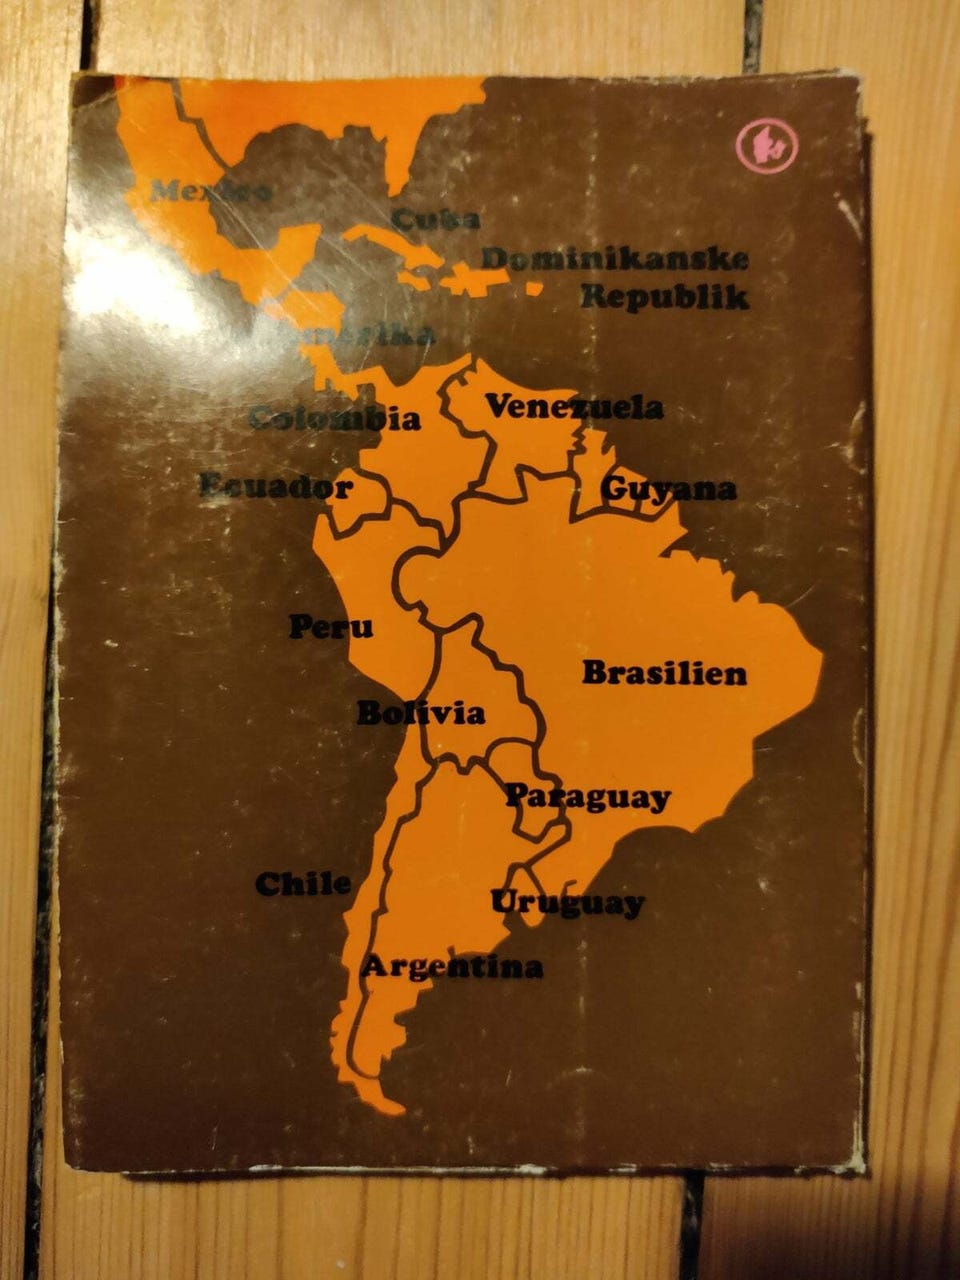 Mexico
Cuba
Dominikanske
Republik
Colombia
Venezuela
Ecuador
Guyana
Peru
Brasilien
Bolivia
Paraguay
Chile
Uruguay
Argentina